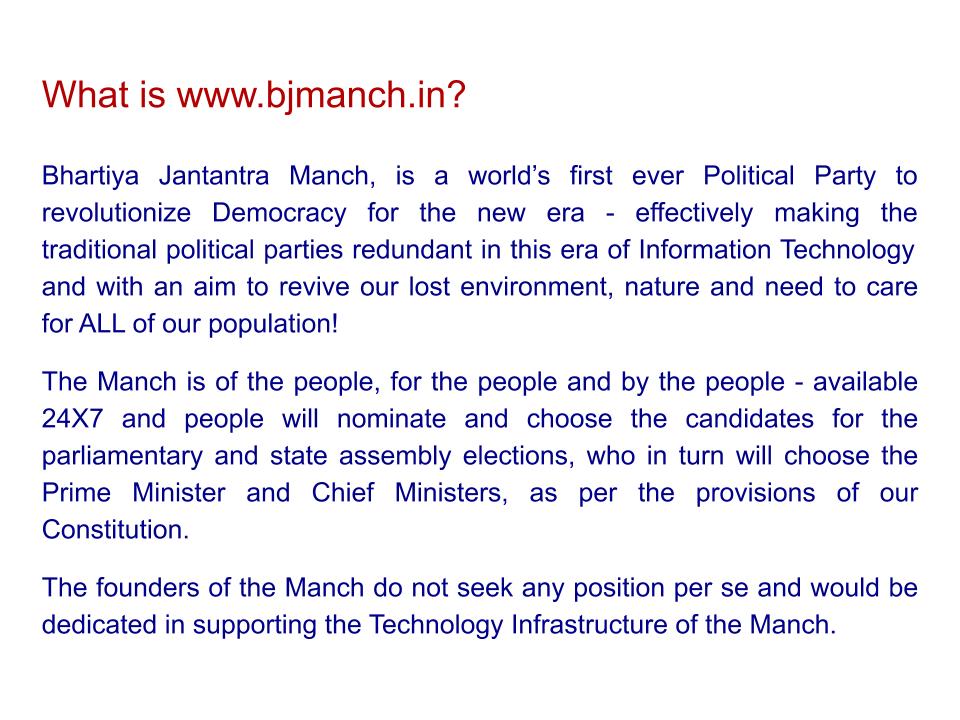 What is www.bjmanch.in?
Bhartiya Jantantra Manch, is a world’s first ever Political Party to
revolutionize Democracy for the new era - effectively making the
traditional political parties redundant in this era of Information Technology
and with an aim to revive our lost environment, nature and need to care
for ALL of our population!
The Manch is of the people, for the people and by the people - available
24X7 and people will nominate and choose the candidates for the
parliamentary and state assembly elections, who in turn will choose the
Prime Minister and Chief Ministers, as per the provisions of our
Constitution.
The founders of the Manch do not seek any position per se and would be
dedicated in supporting the Technology Infrastructure of the Manch.